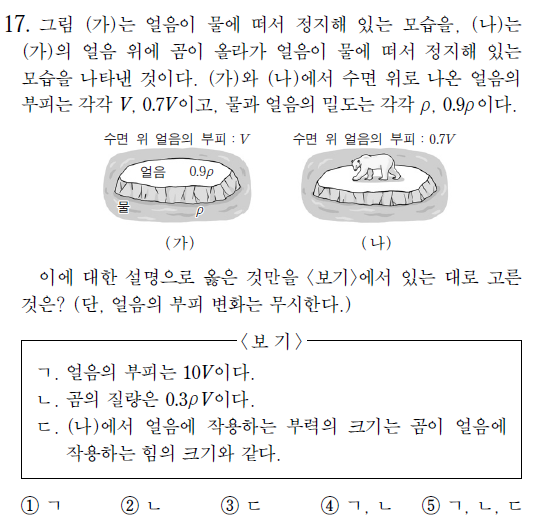 17. 그림 (가)는 얼음이 물에 떠서 정지해 있는 모습을, (나)는
(가)의 얼음 위에 곰이 올라가 얼음이 물에 떠서 정지해 있는
모습을 나타낸 것이다. (가)와 (나)에서 수면 위로 나온 얼음의
부피는 각각 V, 0.7V이고, 물과 얼음의 밀도는 각각 ρ, 0.9ρ이다.
수면 위 얼음의 부피 : V
수면 위 얼음의 부피 : 0.7V
얼음 0.9ρ
물 ρ
(가)
(나)
이에 대한 설명으로 옳은 것만을 <보기>에서 있는 대로 고른
것은? (단, 얼음의 부피 변화는 무시한다.)
<보 기>
ㄱ. 얼음의 부피는 10V이다.
ㄴ. 곰의 질량은 0.3ρV이다.
ㄷ. (나)에서 얼음에 작용하는 부력의 크기는 곰이 얼음에
작용하는 힘의 크기와 같다.
① ㄱ ② ㄴ ③ ㄷ ④ ㄱ, ㄴ ⑤ ㄱ, ㄴ, ㄷ